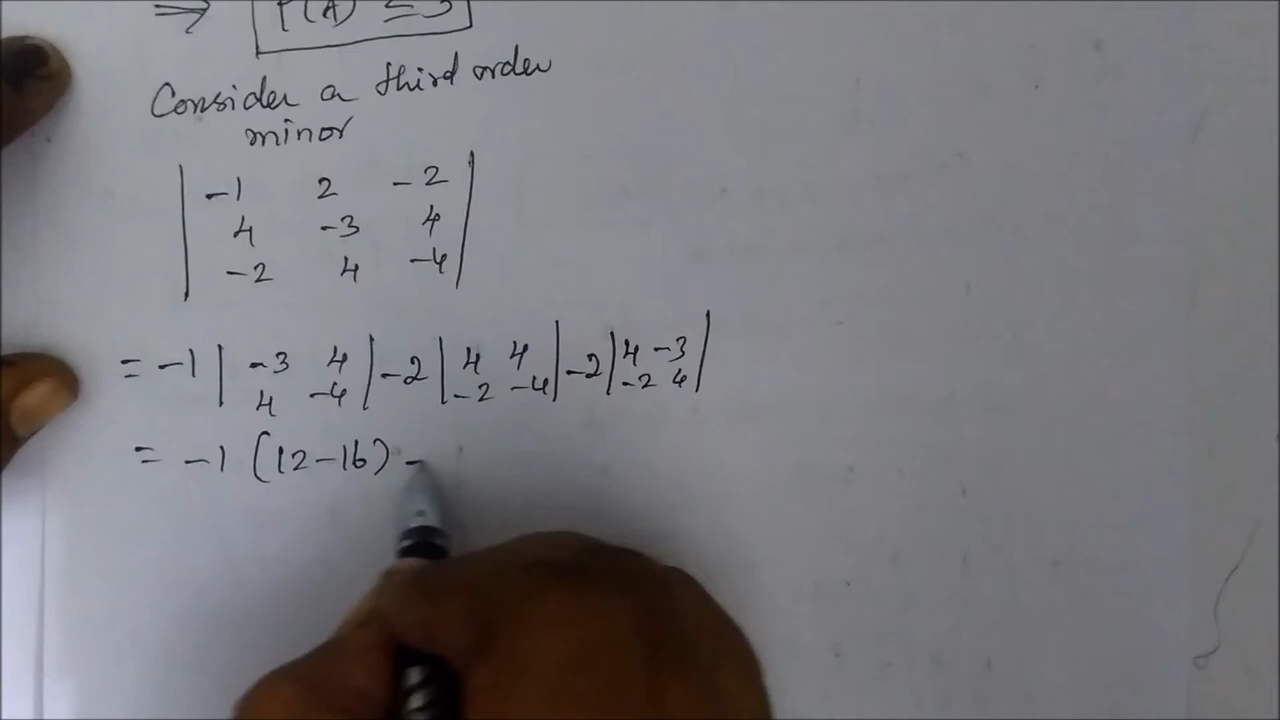 ⇒ ρ(A) ≤ 3
Consider a third order
minor
| -1 2 -2 |
| 4 -3 4 |
| -2 4 -4 |
= -1 | -3 4 | -2 | 4 4 | -2 | 4 -3 |
| 4 -4 | | -2 -4 | | -2 4 |
= -1 (12-16) -